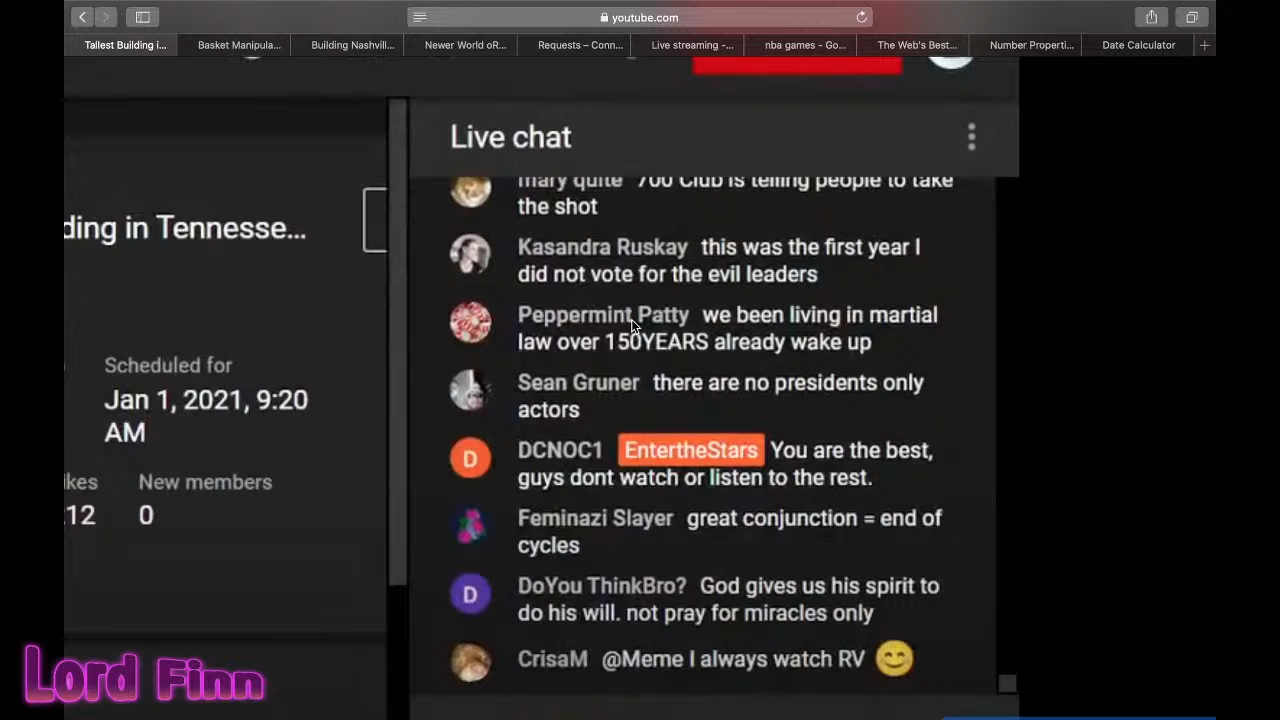 youtube.com
Tallest Building i...
Basket Manipula...
Building Nashvill...
Newer World oR...
Requests – Conn...
Live streaming -...
nba games - Go...
The Web's Best...
Number Properti...
Date Calculator
Live chat
mary quite 700 Club is telling people to take
the shot
ding in Tennesse...
Kasandra Ruskay this was the first year I
did not vote for the evil leaders
Peppermint Patty we been living in martial
law over 150YEARS already wake up
Scheduled for
Jan 1, 2021, 9:20
AM
Sean Gruner there are no presidents only
actors
D DCNOC1 EntertheStars You are the best,
guys dont watch or listen to the rest.
ikes New members
12 0
Feminazi Slayer great conjunction = end of
cycles
D DoYou ThinkBro? God gives us his spirit to
do his will. not pray for miracles only
CrisaM @Meme I always watch RV 😊
Lord Finn